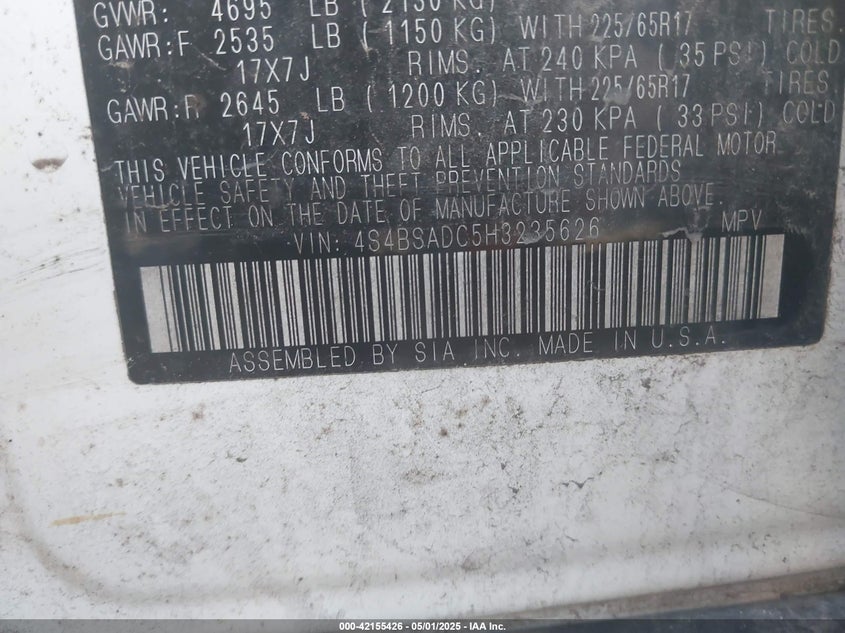 GVWR: 4695 LB ( 2130 KG)
GAWR:F 2535 LB ( 1150 KG) WITH 225/65R17 TIRES.
17X7J RIMS. AT 240 KPA ( 35 PSI) COLD
GAWR:R 2645 LB ( 1200 KG) WITH 225/65R17 TIRES.
17X7J RIMS. AT 230 KPA ( 33 PSI) COLD
THIS VEHICLE CONFORMS TO ALL APPLICABLE FEDERAL MOTOR
VEHICLE SAFETY AND THEFT PREVENTION STANDARDS
IN EFFECT ON THE DATE OF MANUFACTURE SHOWN ABOVE.
VIN: 4S4BSADC5H3235626 MPV
ASSEMBLED BY SIA INC. MADE IN U.S.A.
000-42155426 - 05/01/2025 - IAA Inc.